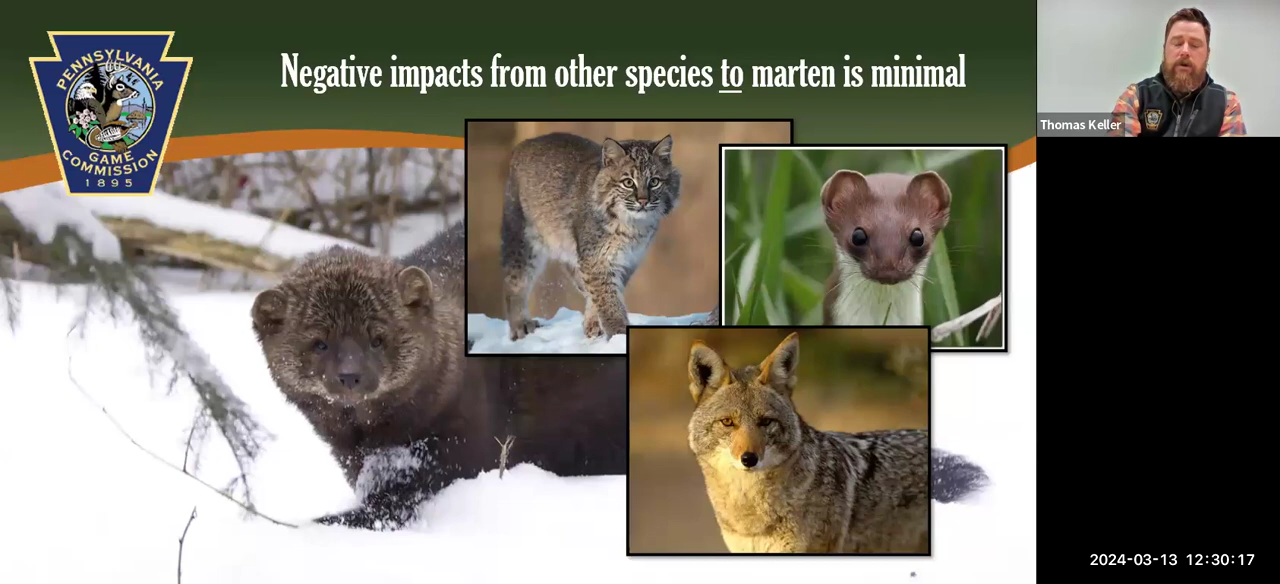 PENNSYLVANIA
GAME
COMMISSION
1895
Negative impacts from other species to marten is minimal
Thomas Keller
2024-03-13 12:30:17